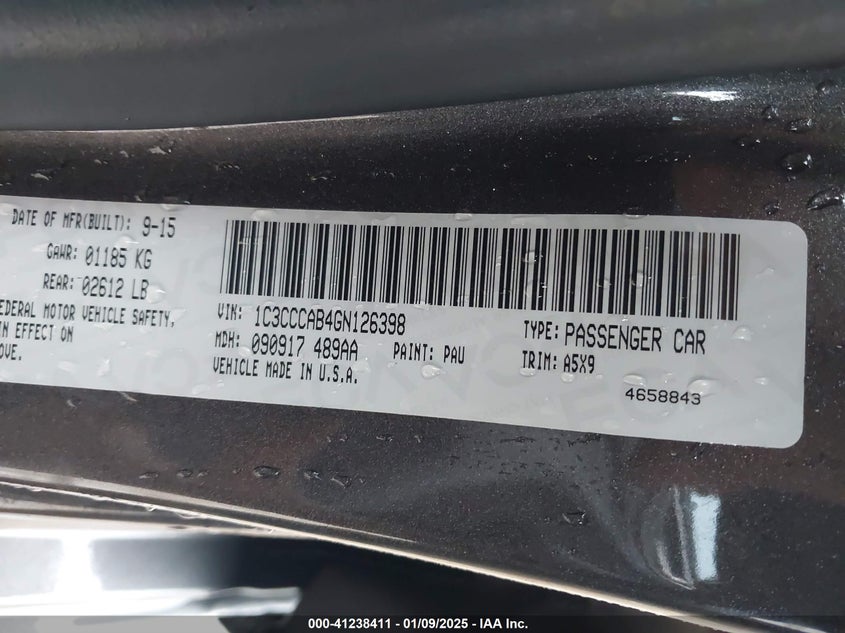 DATE OF MFR(BUILT): 9-15
GAWR: 01185 KG
REAR: 02612 LB
FEDERAL MOTOR VEHICLE SAFETY,
IN EFFECT ON
OVE.
VIN: 1C3CCCAB4GN126398
MDH: 090917 489AA PAINT: PAU
VEHICLE MADE IN U.S.A.
TYPE: PASSENGER CAR
TRIM: A5X9
4658843
000-41238411 - 01/09/2025 - IAA Inc.